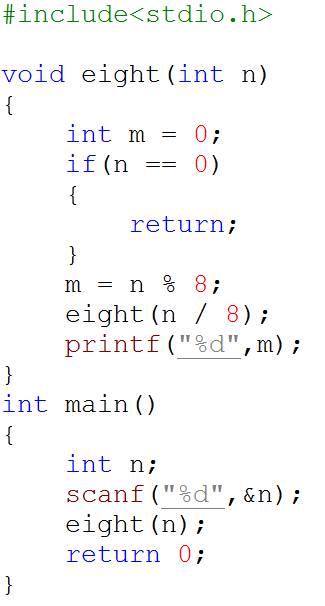 #include<stdio.h>
void eight(int n)
{
    int m = 0;
    if(n == 0)
    {
        return;
    }
    m = n % 8;
    eight(n / 8);
    printf("%d",m);
}
int main()
{
    int n;
    scanf("%d",&n);
    eight(n);
    return 0;
}